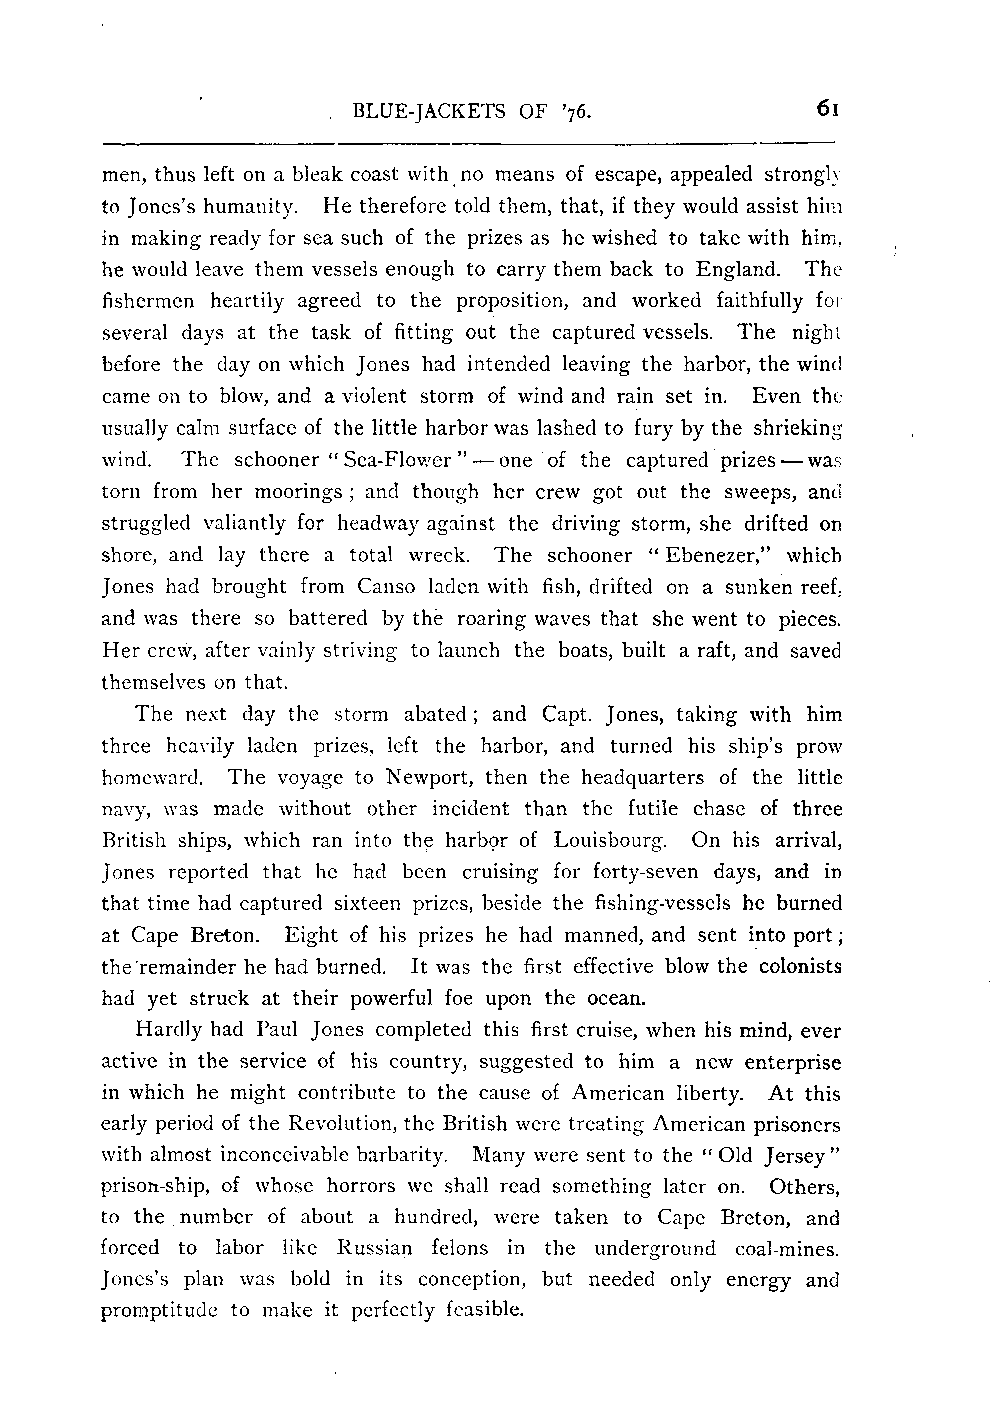 BLUE-JACKETS OF '76. 61
men, thus left on a bleak coast with no means of escape, appealed strongly
to Jones's humanity. He therefore told them, that, if they would assist him
in making ready for sea such of the prizes as he wished to take with him,
he would leave them vessels enough to carry them back to England. The
fishermen heartily agreed to the proposition, and worked faithfully for
several days at the task of fitting out the captured vessels. The night
before the day on which Jones had intended leaving the harbor, the wind
came on to blow, and a violent storm of wind and rain set in. Even the
usually calm surface of the little harbor was lashed to fury by the shrieking
wind. The schooner "Sea-Flower" — one of the captured prizes — was
torn from her moorings; and though her crew got out the sweeps, and
struggled valiantly for headway against the driving storm, she drifted on
shore, and lay there a total wreck. The schooner "Ebenezer," which
Jones had brought from Canso laden with fish, drifted on a sunken reef,
and was there so battered by the roaring waves that she went to pieces.
Her crew, after vainly striving to launch the boats, built a raft, and saved
themselves on that.
The next day the storm abated; and Capt. Jones, taking with him
three heavily laden prizes, left the harbor, and turned his ship's prow
homeward. The voyage to Newport, then the headquarters of the little
navy, was made without other incident than the futile chase of three
British ships, which ran into the harbor of Louisbourg. On his arrival,
Jones reported that he had been cruising for forty-seven days, and in
that time had captured sixteen prizes, beside the fishing-vessels he burned
at Cape Breton. Eight of his prizes he had manned, and sent into port;
the remainder he had burned. It was the first effective blow the colonists
had yet struck at their powerful foe upon the ocean.
Hardly had Paul Jones completed this first cruise, when his mind, ever
active in the service of his country, suggested to him a new enterprise
in which he might contribute to the cause of American liberty. At this
early period of the Revolution, the British were treating American prisoners
with almost inconceivable barbarity. Many were sent to the "Old Jersey"
prison-ship, of whose horrors we shall read something later on. Others,
to the number of about a hundred, were taken to Cape Breton, and
forced to labor like Russian felons in the underground coal-mines.
Jones's plan was bold in its conception, but needed only energy and
promptitude to make it perfectly feasible.